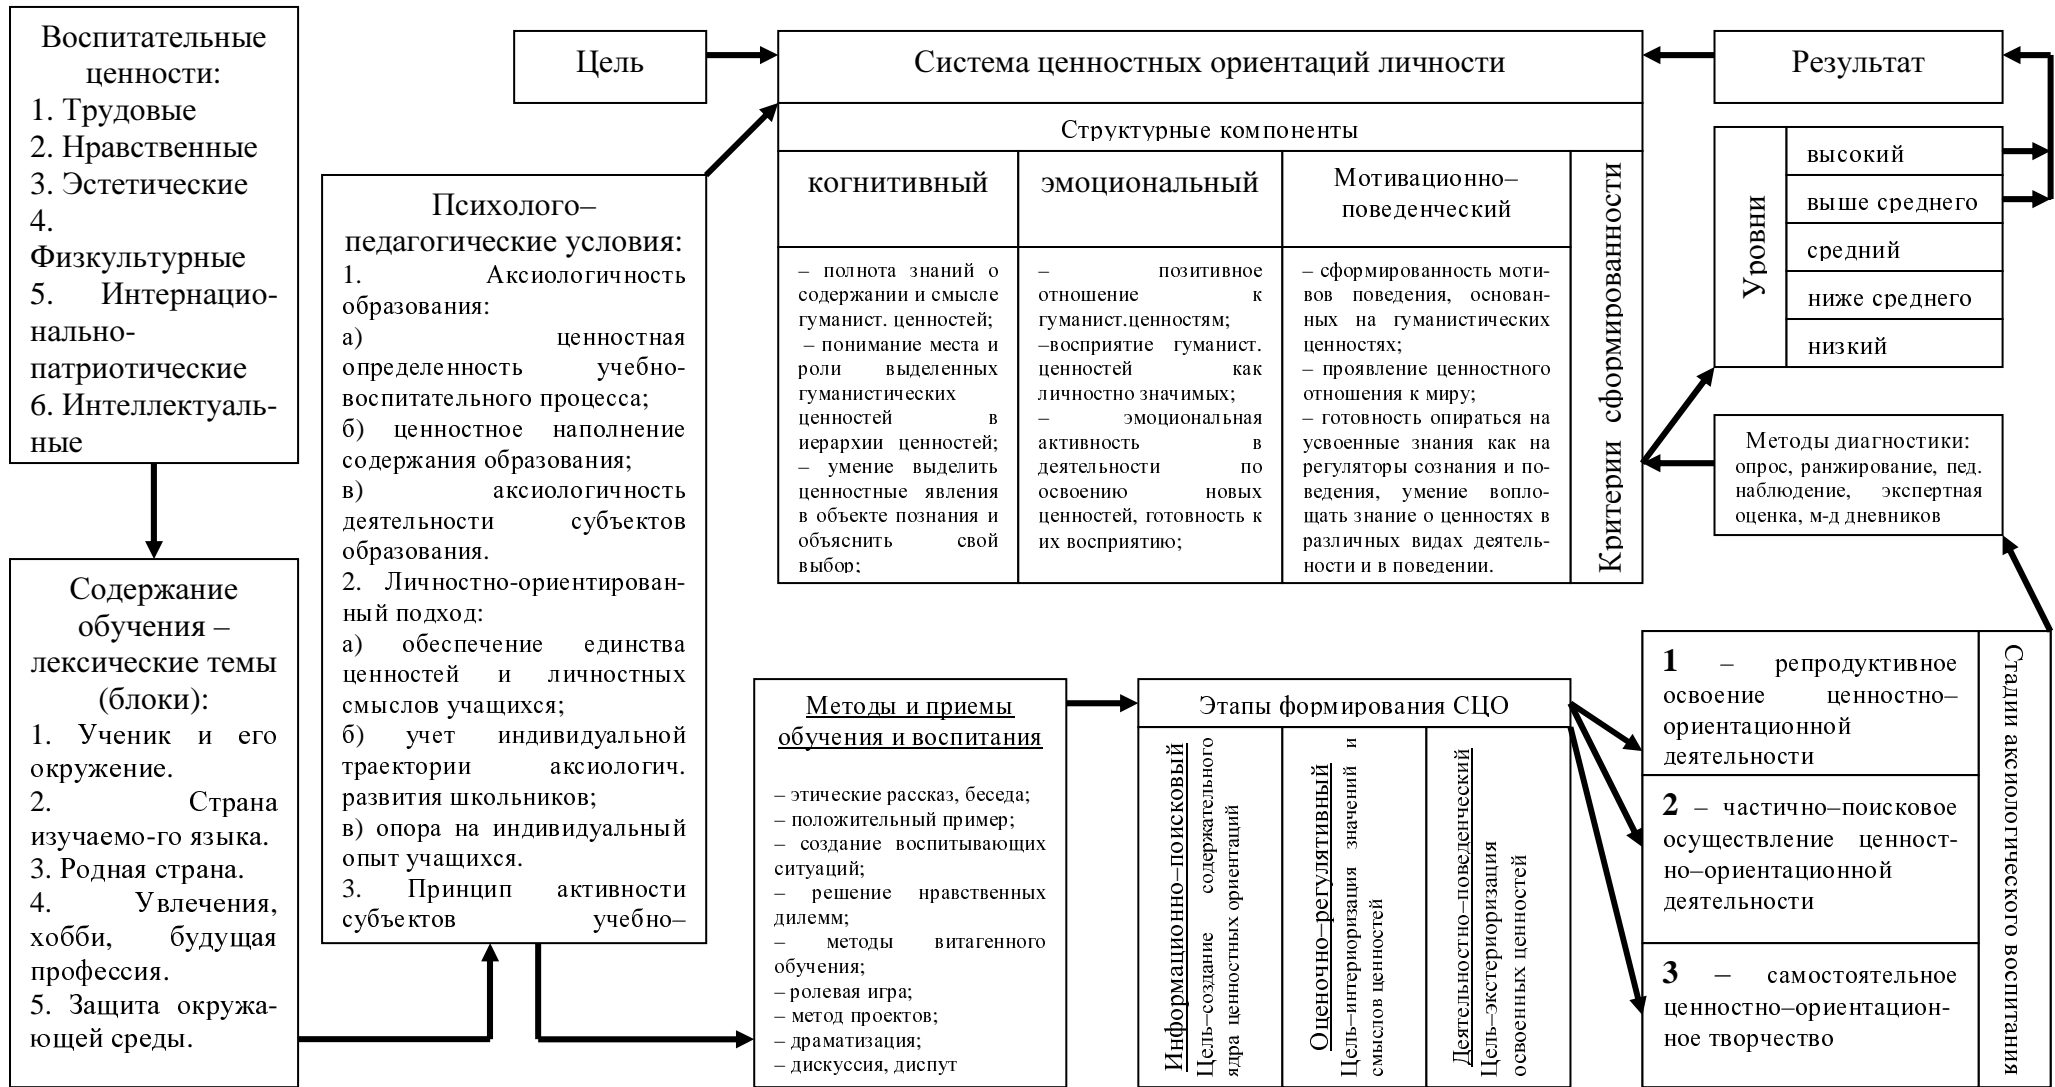 Воспитательные
ценности:
1. Трудовые
2. Нравственные
3. Эстетические
4.
Физкультурные
5. Интернацио-
нально-
патриотические
6. Интеллектуаль-
ные
Содержание
обучения –
лексические темы
(блоки):
1. Ученик и его
окружение.
2. Страна
изучаемо-го языка.
3. Родная страна.
4. Увлечения,
хобби, будущая
профессия.
5. Защита окружа-
ющей среды.
Психолого–
педагогические условия:
1. Аксиологичность
образования:
а) ценностная
определенность учебно-
воспитательного процесса;
б) ценностное наполнение
содержания образования;
в) аксиологичность
деятельности субъектов
образования.
2. Личностно-ориентирован-
ный подход:
а) обеспечение единства
ценностей и личностных
смыслов учащихся;
б) учет индивидуальной
траектории аксиологич.
развития школьников;
в) опора на индивидуальный
опыт учащихся.
3. Принцип активности
субъектов учебно–
Цель
Система ценностных ориентаций личности
Результат
Структурные компоненты
когнитивный
эмоциональный
Мотивационно–
поведенческий
– полнота знаний о
содержании и смысле
гуманист. ценностей;
– понимание места и
роли выделенных
гуманистических
ценностей в
иерархии ценностей;
– умение выделить
ценностные явления
в объекте познания и
объяснить свой
выбор;
– позитивное
отношение к
гуманист.ценностям;
–восприятие гуманист.
ценностей как
личностно значимых;
– эмоциональная
активность в
деятельности по
освоению новых
ценностей, готовность к
их восприятию;
– сформированность моти-
вов поведения, основан-
ных на гуманистических
ценностях;
– проявление ценностного
отношения к миру;
– готовность опираться на
усвоенные знания как на
регуляторы сознания и по-
ведения, умение вопло-
щать знание о ценностях в
различных видах деятель-
ности и в поведении.
Критерии сформированности
Уровни
высокий
выше среднего
средний
ниже среднего
низкий
Методы диагностики:
опрос, ранжирование, пед.
наблюдение, экспертная
оценка, м-д дневников
Методы и приемы
обучения и воспитания
– этические рассказ, беседа;
– положительный пример;
– создание воспитывающих
ситуаций;
– решение нравственных
дилемм;
– методы витагенного
обучения;
– ролевая игра;
– метод проектов;
– драматизация;
– дискуссия, диспут
Этапы формирования СЦО
Информационно–поисковый
Цель–создание содержательного
ядра ценностных ориентаций
Оценочно–регулятивный
Цель–интериоризация значений и
смыслов ценностей
Деятельностно–поведенческий
Цель–экстериоризация
освоенных ценностей
1 – репродуктивное
освоение ценностно–
ориентационной
деятельности
2 – частично–поисковое
осуществление ценност-
но–ориентационной
деятельности
3 – самостоятельное
ценностно–ориентацион-
ное творчество
Стадии аксиологического воспитания